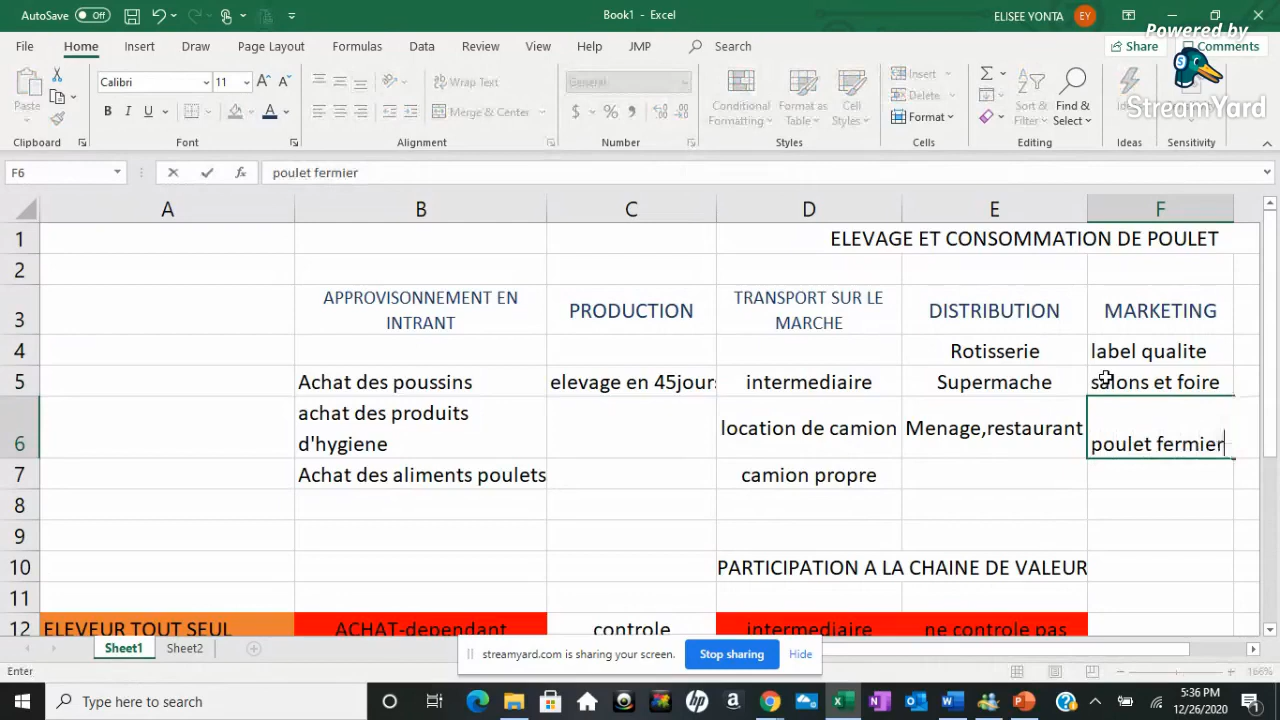 AutoSave Off
Book1 - Excel
ELISEE YONTA EY
Powered by
StreamYard
File Home Insert Draw Page Layout Formulas Data Review View Help JMP Search Share Comments
Paste
Calibri 11 A A
B I U A
Wrap Text
Merge & Center
General
$ %
Conditional Formatting
Format as Table
Cell Styles
Insert
Delete
Format
Sort & Filter
Find & Select
Ideas
Sensitivity
Clipboard Font Alignment Number Styles Cells Editing Ideas Sensitivity
F6 fx poulet fermier
A B C D E F
1 ELEVAGE ET CONSOMMATION DE POULET
2
3 APPROVISONNEMENT EN INTRANT PRODUCTION TRANSPORT SUR LE MARCHE DISTRIBUTION MARKETING
4 Rotisserie label qualite
5 Achat des poussins elevage en 45jours intermediaire Supermache salons et foire
6 achat des produits d'hygiene location de camion Menage,restaurant poulet fermier
7 Achat des aliments poulets camion propre
8
9
10 PARTICIPATION A LA CHAINE DE VALEUR
11
12 ELEVEUR TOUT SEUL ACHAT-dependant controle intermediaire ne controle pas
Sheet1 Sheet2
streamyard.com is sharing your screen. Stop sharing Hide
Enter
166%
Type here to search
5:36 PM
12/26/2020